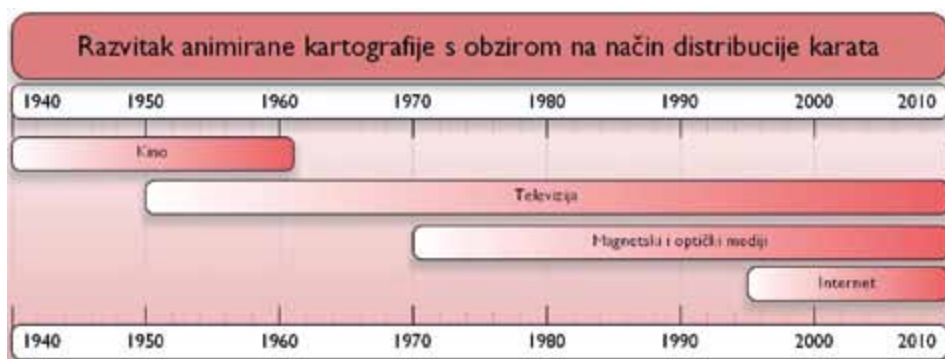 Razvitak animirane kartografije s obzirom na način distribucije karata
1940 1950 1960 1970 1980 1990 2000 2010
Kino
Televizija
Magnetski i optički mediji
Internet
1940 1950 1960 1970 1980 1990 2000 2010